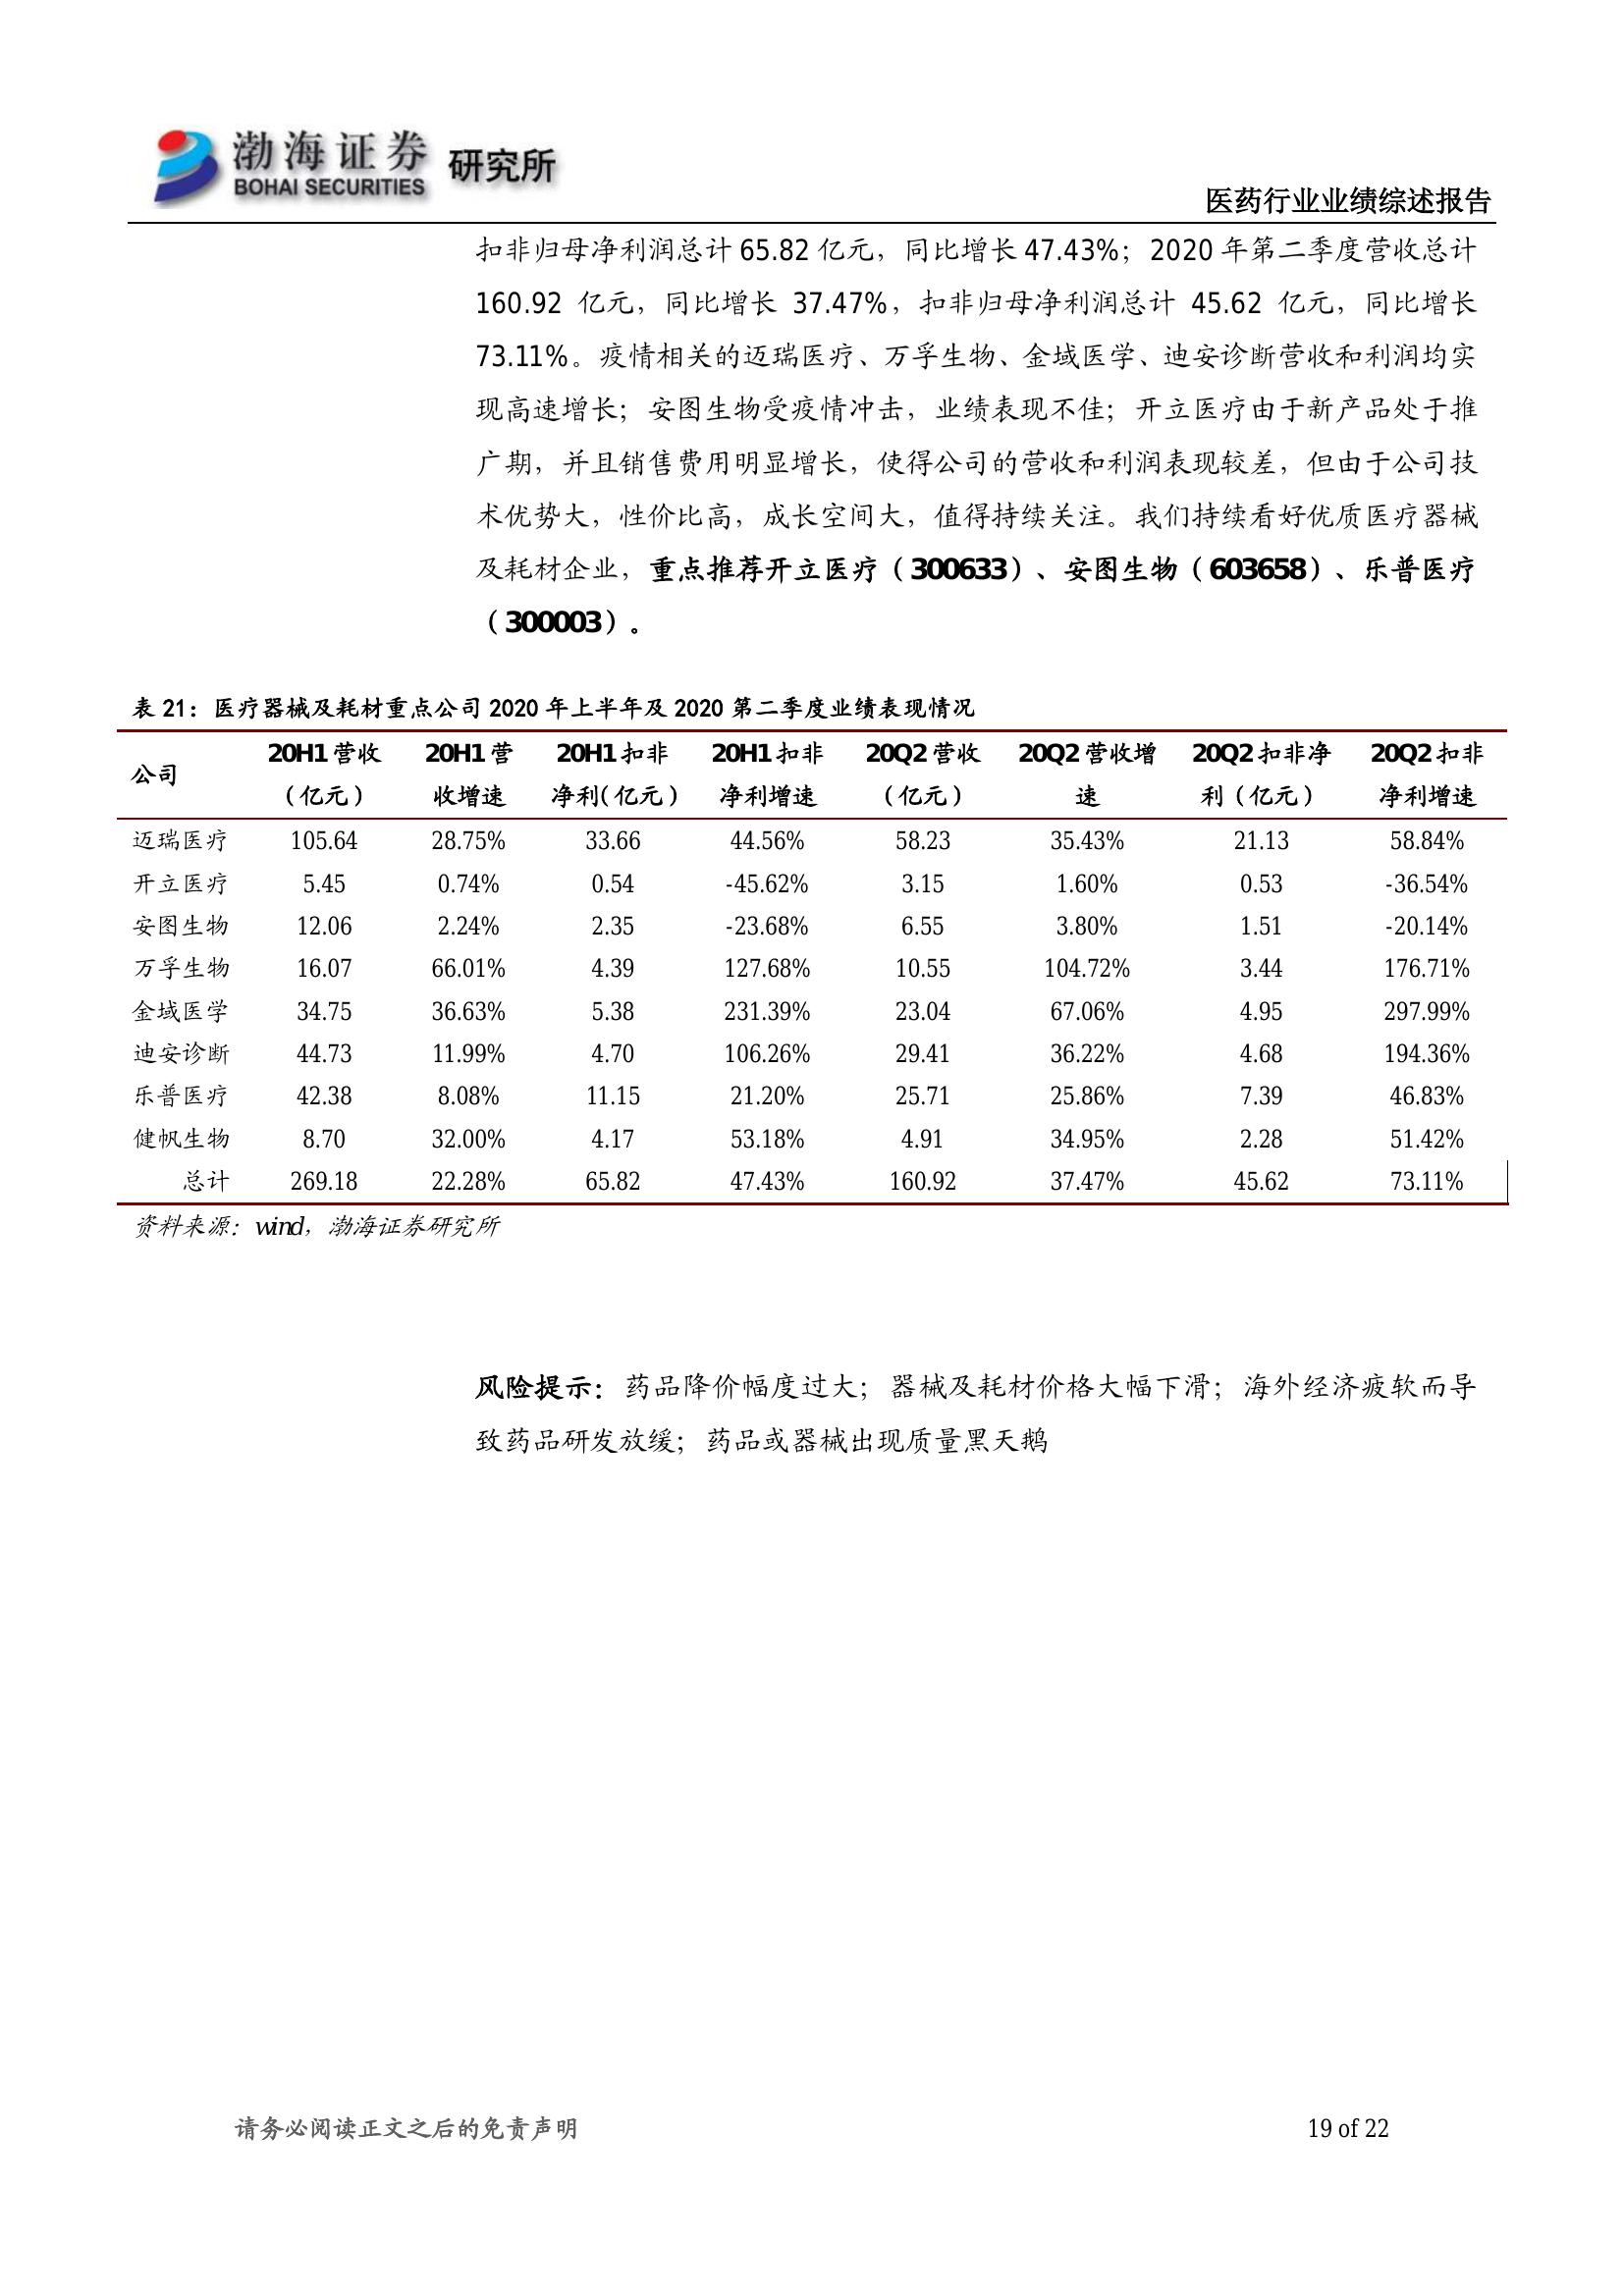 渤海证券 研究所
BOHAI SECURITIES
医药行业业绩综述报告
扣非归母净利润总计 65.82 亿元，同比增长 47.43%；2020 年第二季度营收总计
160.92 亿元，同比增长 37.47%，扣非归母净利润总计 45.62 亿元，同比增长
73.11%。疫情相关的迈瑞医疗、万孚生物、金域医学、迪安诊断营收和利润均实
现高速增长；安图生物受疫情冲击，业绩表现不佳；开立医疗由于新产品处于推
广期，并且销售费用明显增长，使得公司的营收和利润表现较差，但由于公司技
术优势大，性价比高，成长空间大，值得持续关注。我们持续看好优质医疗器械
及耗材企业，重点推荐开立医疗（300633）、安图生物（603658）、乐普医疗
（300003）。
表 21：医疗器械及耗材重点公司 2020 年上半年及 2020 第二季度业绩表现情况
公司 20H1 营收 20H1 营 20H1 扣非 20H1 扣非 20Q2 营收 20Q2 营收增 20Q2 扣非净 20Q2 扣非
（亿元） 收增速 净利(亿元） 净利增速 （亿元） 速 利（亿元） 净利增速
迈瑞医疗 105.64 28.75% 33.66 44.56% 58.23 35.43% 21.13 58.84%
开立医疗 5.45 0.74% 0.54 -45.62% 3.15 1.60% 0.53 -36.54%
安图生物 12.06 2.24% 2.35 -23.68% 6.55 3.80% 1.51 -20.14%
万孚生物 16.07 66.01% 4.39 127.68% 10.55 104.72% 3.44 176.71%
金域医学 34.75 36.63% 5.38 231.39% 23.04 67.06% 4.95 297.99%
迪安诊断 44.73 11.99% 4.70 106.26% 29.41 36.22% 4.68 194.36%
乐普医疗 42.38 8.08% 11.15 21.20% 25.71 25.86% 7.39 46.83%
健帆生物 8.70 32.00% 4.17 53.18% 4.91 34.95% 2.28 51.42%
总计 269.18 22.28% 65.82 47.43% 160.92 37.47% 45.62 73.11%
资料来源：wind，渤海证券研究所
风险提示：药品降价幅度过大；器械及耗材价格大幅下滑；海外经济疲软而导
致药品研发放缓；药品或器械出现质量黑天鹅
请务必阅读正文之后的免责声明 19 of 22